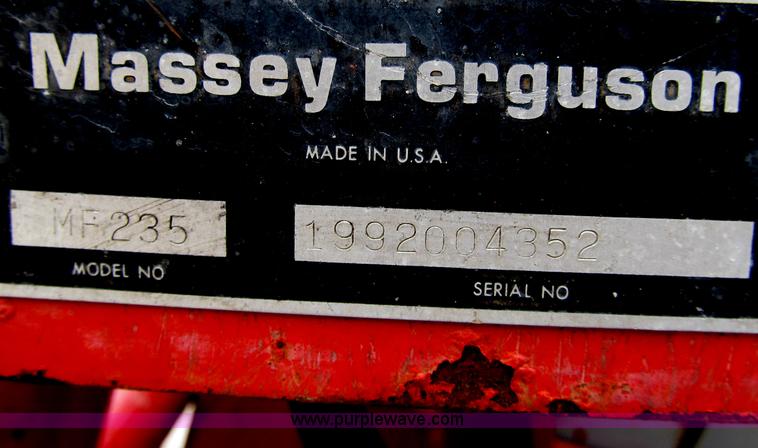 Massey Ferguson
MADE IN U.S.A.
MF235 1992004352
MODEL NO SERIAL NO
www.purplewave.com